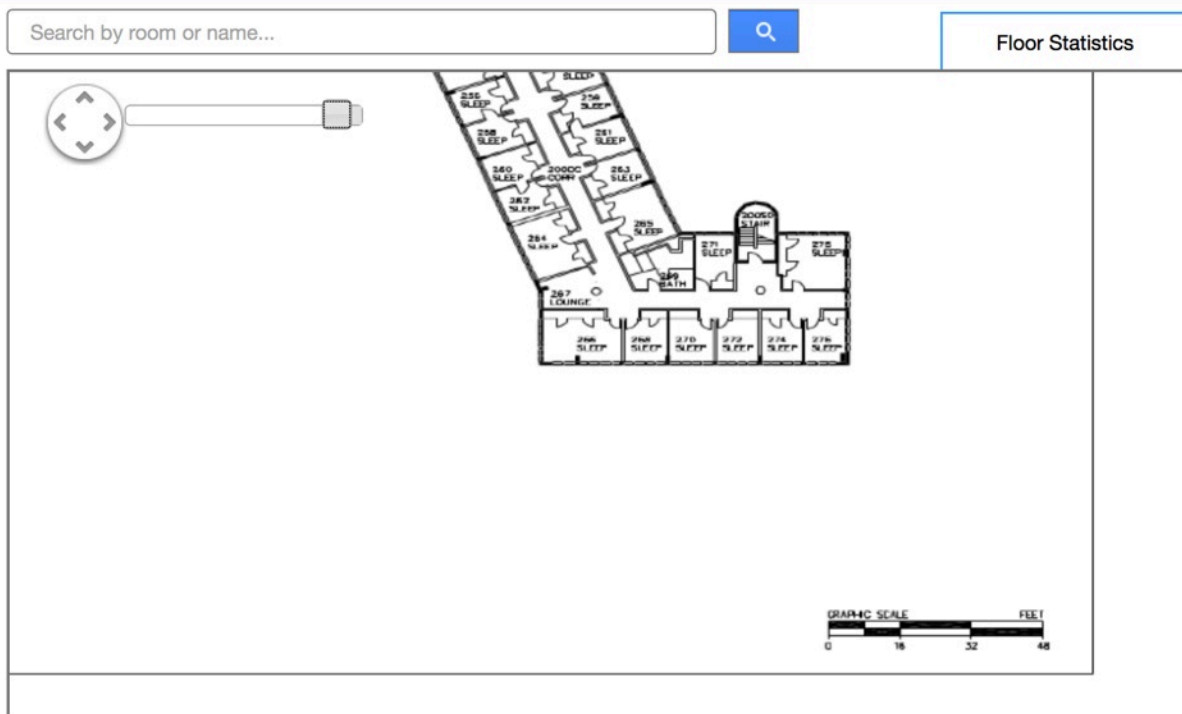 Search by room or name...
Floor Statistics
SLEEP
256
SLEEP
259
SLEEP
258
SLEEP
261
SLEEP
260
SLEEP
200DC
CORR
263
SLEEP
262
SLEEP
265
SLEEP
264
SLEEP
200SD
STAIR
271
SLEEP
275
SLEEP
269
BATH
267
LOUNGE
266
SLEEP
268
SLEEP
270
SLEEP
272
SLEEP
274
SLEEP
276
SLEEP
GRAPHIC SCALE FEET
0 16 32 48